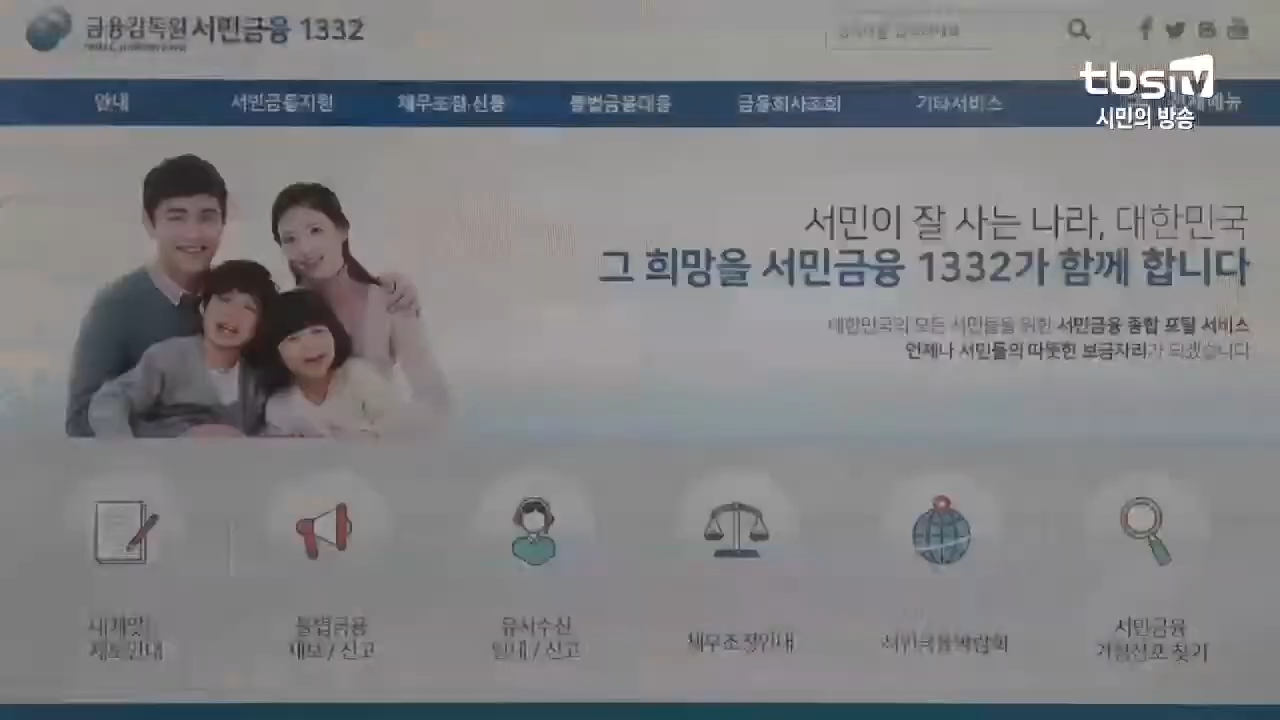 금융감독원 서민금융 1332
tbs TV
시민의 방송
안내 서민금융지원 채무조정·신용 불법금융대응 금융회사조회 기타서비스
서민이 잘 사는 나라, 대한민국
그 희망을 서민금융 1332가 함께 합니다
대한민국의 모든 서민들을 위한 서민금융 종합 포털 서비스
언제나 서민들의 따뜻한 보금자리가 되겠습니다
불법금융
제보 / 신고
유사수신
안내 / 신고
채무조정안내
서민금융박람회
서민금융
거점점포 찾기